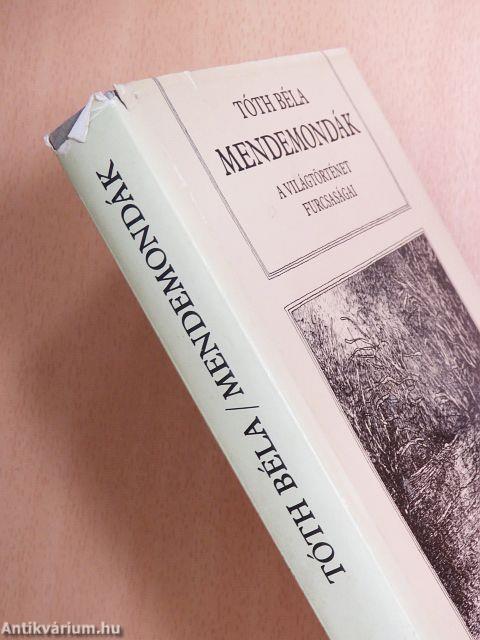 TÓTH BÉLA
MENDEMONDÁK
A VILÁGTÖRTÉNET
FURCSASÁGAI
TÓTH BÉLA / MENDEMONDÁK
Antikvárium.hu